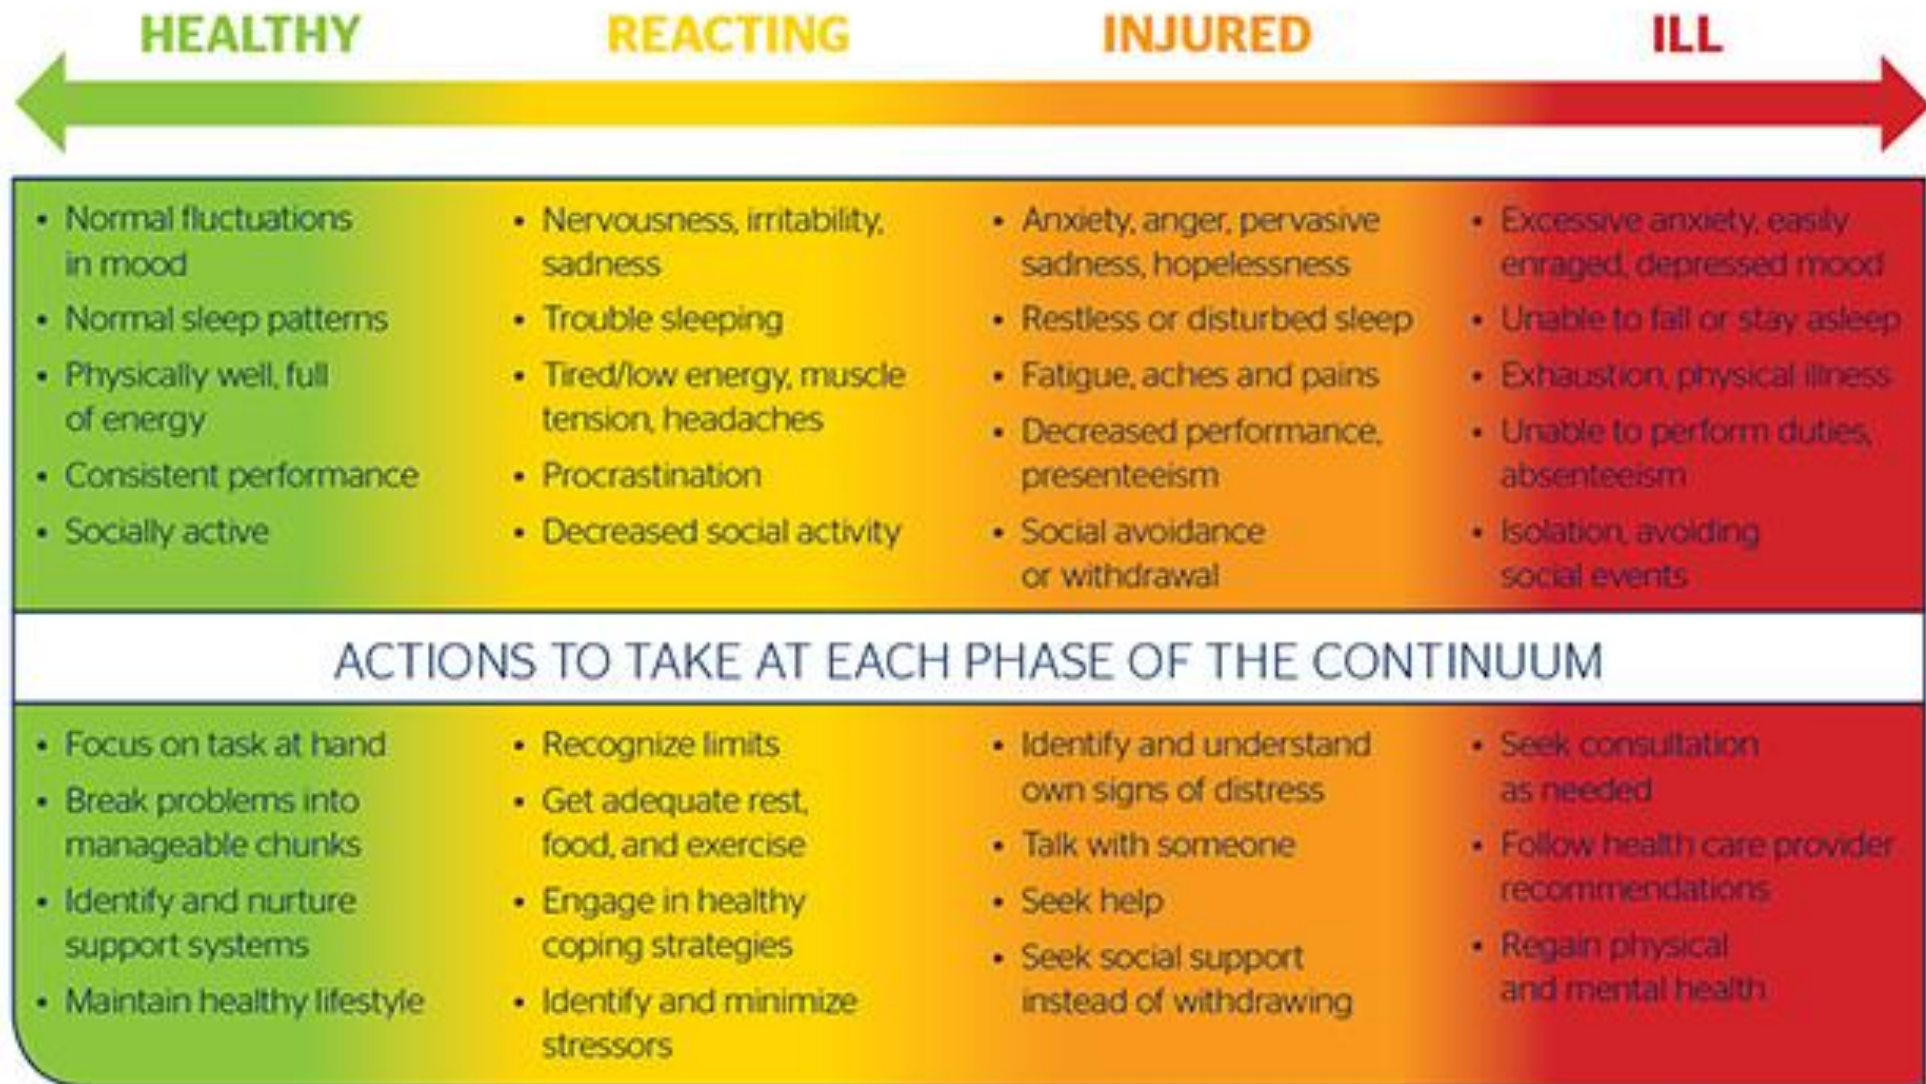 HEALTHY
REACTING
INJURED
ILL
• Normal fluctuations
in mood
• Normal sleep patterns
• Physically well, full
of energy
• Consistent performance
• Socially active
• Nervousness, irritability,
sadness
• Trouble sleeping
• Tired/low energy, muscle
tension, headaches
• Procrastination
• Decreased social activity
• Anxiety, anger, pervasive
sadness, hopelessness
• Restless or disturbed sleep
• Fatigue, aches and pains
• Decreased performance,
presenteeism
• Social avoidance
or withdrawal
• Excessive anxiety, easily
enraged, depressed mood
• Unable to fall or stay asleep
• Exhaustion, physical illness
• Unable to perform duties,
absenteeism
• Isolation, avoiding
social events
ACTIONS TO TAKE AT EACH PHASE OF THE CONTINUUM
• Focus on task at hand
• Break problems into
manageable chunks
• Identify and nurture
support systems
• Maintain healthy lifestyle
• Recognize limits
• Get adequate rest,
food, and exercise
• Engage in healthy
coping strategies
• Identify and minimize
stressors
• Identify and understand
own signs of distress
• Talk with someone
• Seek help
• Seek social support
instead of withdrawing
• Seek consultation
as needed
• Follow health care provider
recommendations
• Regain physical
and mental health